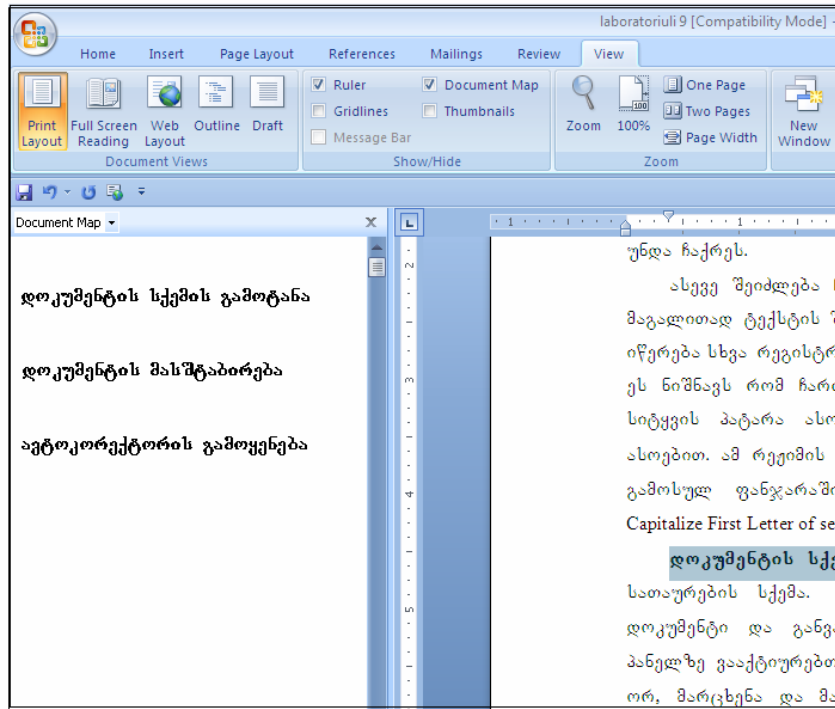 laboratoriuli 9 [Compatibility Mode] -
Home Insert Page Layout References Mailings Review View
Print Layout
Full Screen Reading
Web Layout
Outline
Draft
Document Views
Ruler
Gridlines
Message Bar
Document Map
Thumbnails
Show/Hide
Zoom
100%
One Page
Two Pages
Page Width
Zoom
New Window
Document Map
დოკუმენტის სქემის გამოტანა
დოკუმენტის მასშტაბირება
ავტოკორექტორის გამოყენება
უნდა ჩაქრეს.
ასევე შეიძლება
მაგალითად ტექსტის
იწერება სხვა რეგისტრ
ეს ნიშნავს რომ ჩარ
სიტყვის პატარა ასო
ასოებით. ამ რეჟიმის
გამოსულ ფანჯარაში
Capitalize First Letter of se
დოკუმენტის სქე
სათაურების სქემა.
დოკუმენტი და განვ
პანელზე ვააქტიურებთ
ორ, მარცხენა და მა